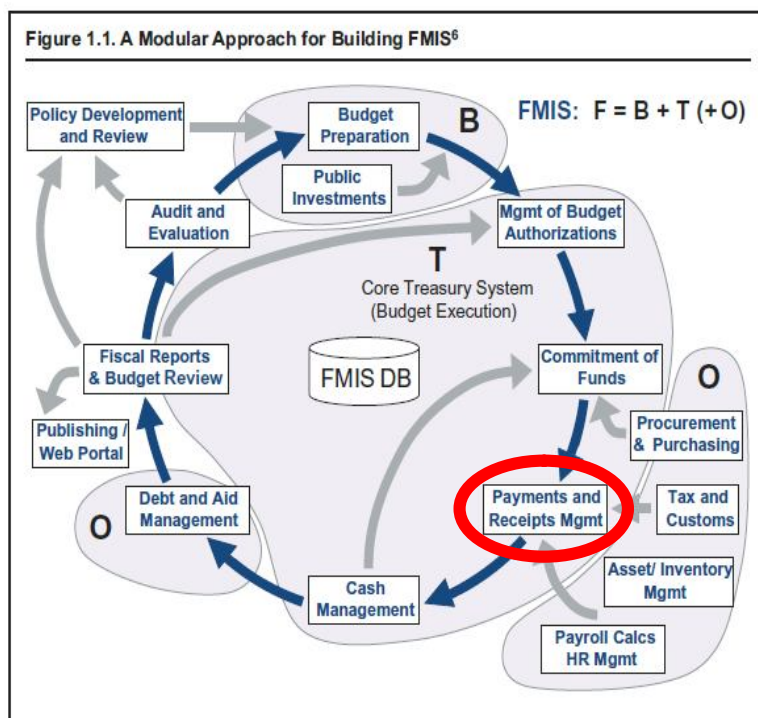 Figure 1.1. A Modular Approach for Building FMIS6
Policy Development
and Review
Budget
Preparation
B
FMIS: F = B + T (+O)
Public
Investments
Audit and
Evaluation
Mgmt of Budget
Authorizations
T
Core Treasury System
(Budget Execution)
Fiscal Reports
& Budget Review
FMIS DB
Commitment of
Funds
O
Publishing /
Web Portal
Procurement
& Purchasing
Debt and Aid
Management
O
Payments and
Receipts Mgmt
Tax and
Customs
Cash
Management
Asset/ Inventory
Mgmt
Payroll Calcs
HR Mgmt